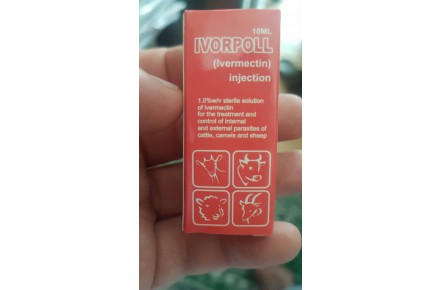 10ML
IVORPOLL
(Ivermectin)
injection
1.0%w/v sterile solution
of Ivermectin
for the treatment and
control of internal
and external parasites of
cattle, camels and sheep